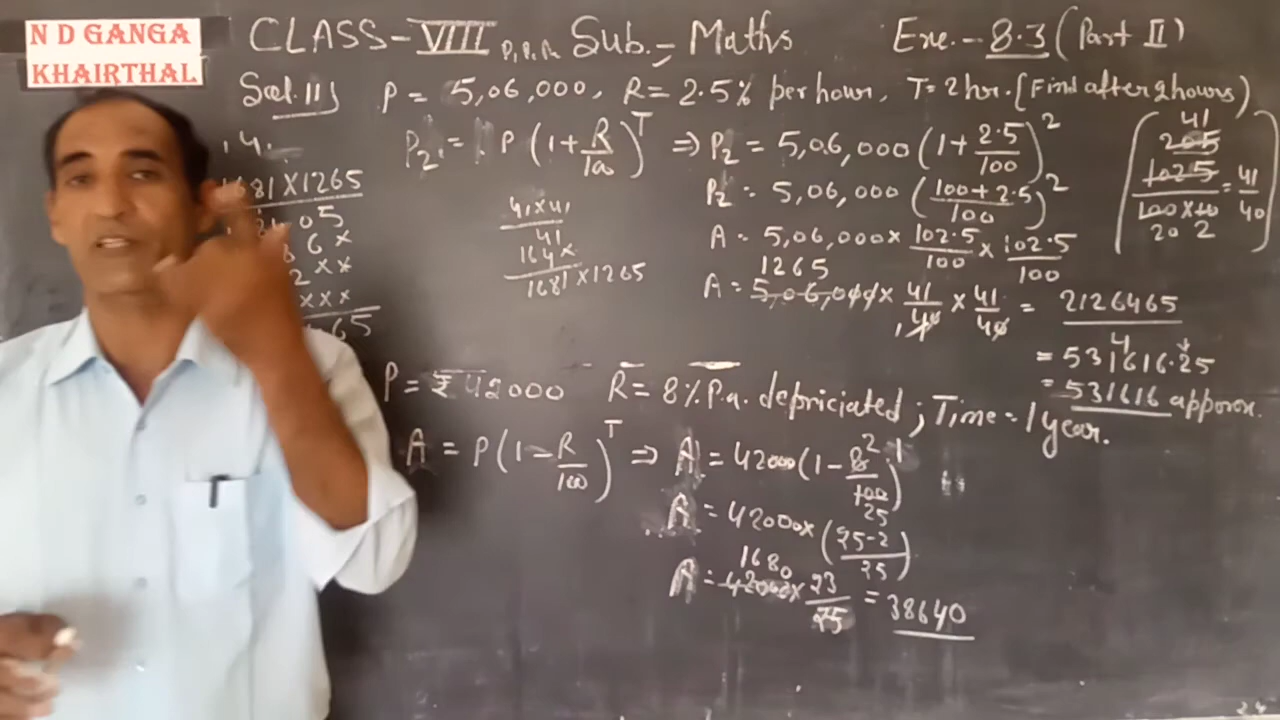 N D GANGA
KHAIRTHAL
CLASS-VIII Sub.- Maths Exe.-8.3 (Part II)
Sol. 11) P = 5,06,000, R = 2.5% per hour, T = 2hr. [Find after 2 hours)
P₂ = P (1+R/100)^T ⇒ P₂ = 5,06,000 (1+2.5/100)^2
P₂ = 5,06,000 (100+2.5/100)^2
A = 5,06,000 × 102.5/100 × 102.5/100
1265
A = 5,06,000 × 41/40 × 41/40 = 2126465/4
= 531616.25
= 531616 approx.
41
205
1025/100×10 = 41/40
20 2
41×41
41
164×
1681×1265
1681×1265
P = ₹42000 R = 8% P.a. depriciated ; Time = 1 year.
A = P(1-R/100)^T ⇒ A = 42000(1-8/100)^1
2
25
A = 42000× (25-2/25)
1680
A = 42000×23/25 = 38640